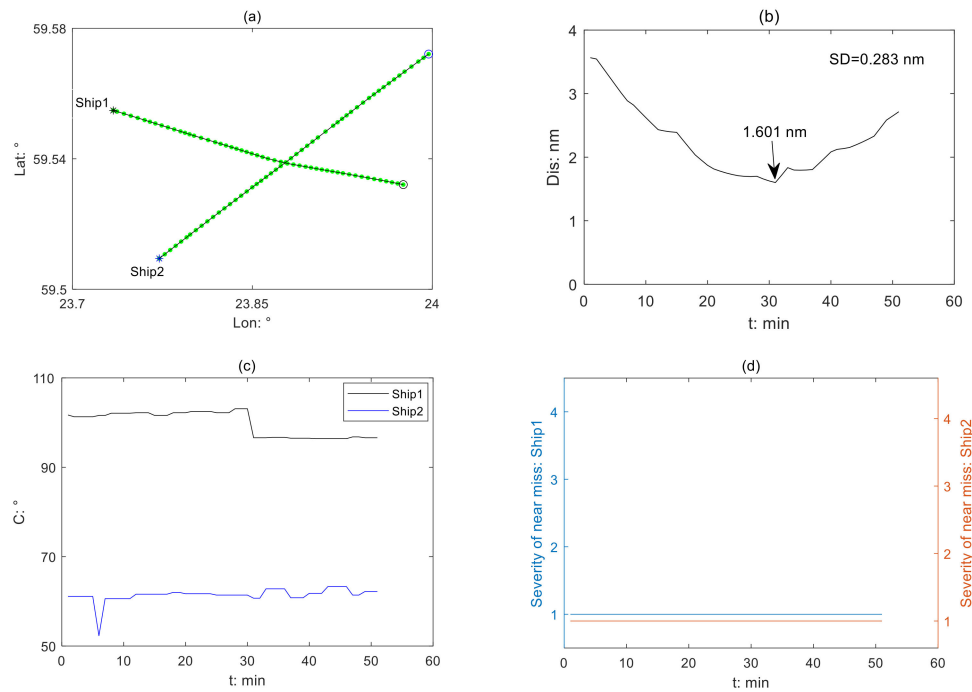 (a)
59.58
59.54
59.5
Lat: °
Ship1
Ship2
23.7
23.85
24
Lon: °
(b)
4
3
2
1
0
Dis: nm
SD=0.283 nm
1.601 nm
0
10
20
30
40
50
60
t: min
(c)
110
90
70
50
C: °
Ship1
Ship2
0
10
20
30
40
50
60
t: min
(d)
4
3
2
1
Severity of near miss: Ship1
4
3
2
1
Severity of near miss: Ship2
0
10
20
30
40
50
60
t: min